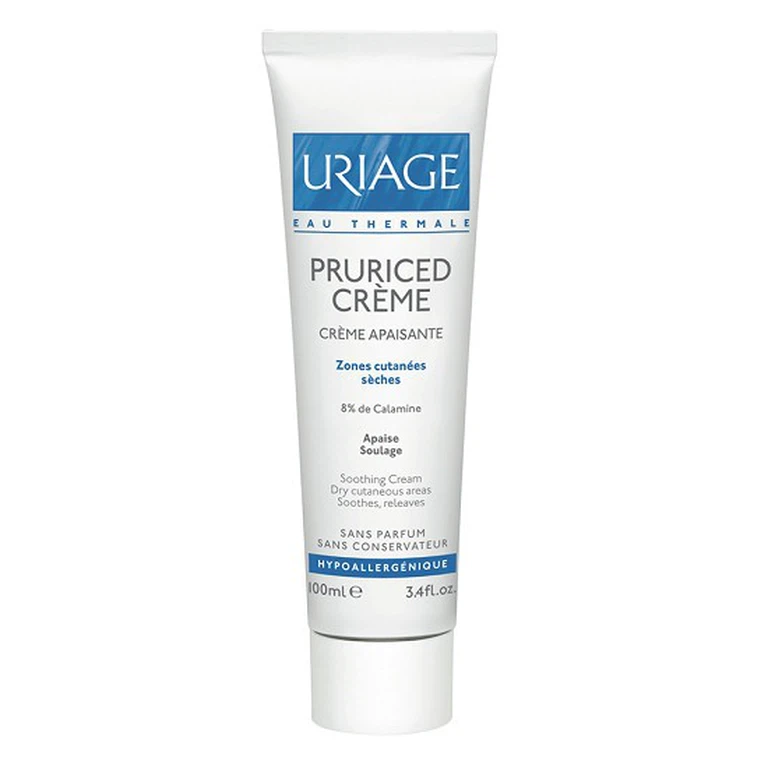 URIAGE
EAU THERMALE
PRURICED
CRÈME
CRÈME APAISANTE
Zones cutanées
sèches
8% de Calamine
Apaise
Soulage
Soothing Cream
Dry cutaneous areas
Soothes, releaves
SANS PARFUM
SANS CONSERVATEUR
HYPOALLERGÉNIQUE
100ml e 3.4fl.oz.